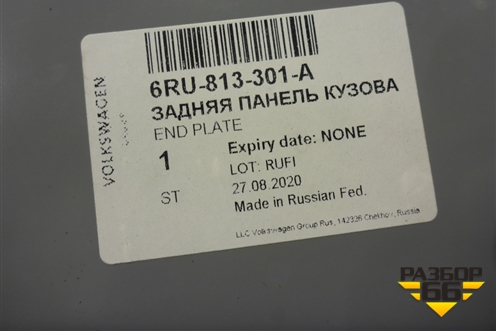 VOLKSWAGEN
6RU-813-301-A
ЗАДНЯЯ ПАНЕЛЬ КУЗОВА
END PLATE
1
Expiry date: NONE
LOT: RUFI
ST
27.08.2020
Made in Russian Fed.
LLC Volkswagen Group Rus, 142336 Chekhov, Russia
РАЗБОР
66